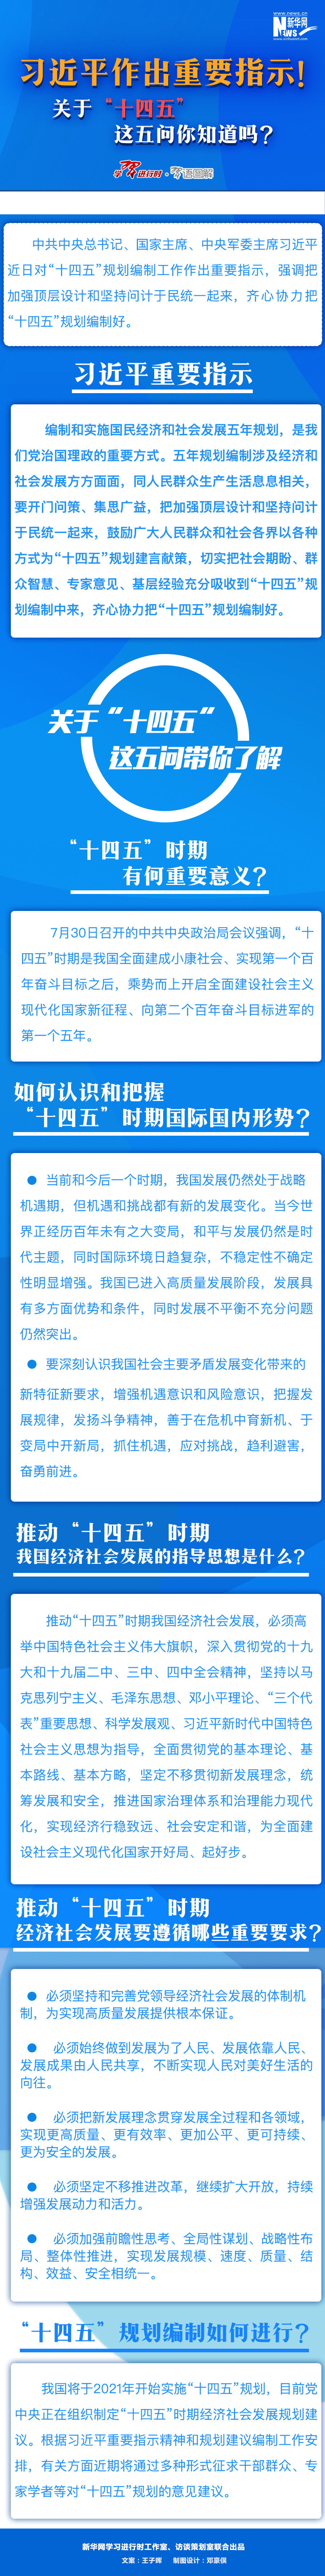 www.news.cn
新华网
News
www.xinhuanet.com
习近平作出重要指示！
关于“十四五”
这五问你知道吗？
学习进行时·习语图解
中共中央总书记、国家主席、中央军委主席习近平
近日对“十四五”规划编制工作作出重要指示，强调把
加强顶层设计和坚持问计于民统一起来，齐心协力把
“十四五”规划编制好。
习近平重要指示
编制和实施国民经济和社会发展五年规划，是我
们党治国理政的重要方式。五年规划编制涉及经济和
社会发展方方面面，同人民群众生产生活息息相关，
要开门问策、集思广益，把加强顶层设计和坚持问计
于民统一起来，鼓励广大人民群众和社会各界以各种
方式为“十四五”规划建言献策，切实把社会期盼、群
众智慧、专家意见、基层经验充分吸收到“十四五”规
划编制中来，齐心协力把“十四五”规划编制好。
关于“十四五“
这五问带你了解
“十四五”时期
有何重要意义？
7月30日召开的中共中央政治局会议强调，“十
四五”时期是我国全面建成小康社会、实现第一个百
年奋斗目标之后，乘势而上开启全面建设社会主义
现代化国家新征程、向第二个百年奋斗目标进军的
第一个五年。
如何认识和把握
“十四五”时期国际国内形势？
● 当前和今后一个时期，我国发展仍然处于战略
机遇期，但机遇和挑战都有新的发展变化。当今世
界正经历百年未有之大变局，和平与发展仍然是时
代主题，同时国际环境日趋复杂，不稳定性不确定
性明显增强。我国已进入高质量发展阶段，发展具
有多方面优势和条件，同时发展不平衡不充分问题
仍然突出。
● 要深刻认识我国社会主要矛盾发展变化带来的
新特征新要求，增强机遇意识和风险意识，把握发
展规律，发扬斗争精神，善于在危机中育新机、于
变局中开新局，抓住机遇，应对挑战，趋利避害，
奋勇前进。
推动“十四五”时期
我国经济社会发展的指导思想是什么？
推动“十四五”时期我国经济社会发展，必须高
举中国特色社会主义伟大旗帜，深入贯彻党的十九
大和十九届二中、三中、四中全会精神，坚持以马
克思列宁主义、毛泽东思想、邓小平理论、“三个代
表”重要思想、科学发展观、习近平新时代中国特色
社会主义思想为指导，全面贯彻党的基本理论、基
本路线、基本方略，坚定不移贯彻新发展理念，统
筹发展和安全，推进国家治理体系和治理能力现代
化，实现经济行稳致远、社会安定和谐，为全面建
设社会主义现代化国家开好局、起好步。
推动“十四五”时期
经济社会发展要遵循哪些重要要求？
● 必须坚持和完善党领导经济社会发展的体制机
制，为实现高质量发展提供根本保证。
● 必须始终做到发展为了人民、发展依靠人民、
发展成果由人民共享，不断实现人民对美好生活的
向往。
● 必须把新发展理念贯穿发展全过程和各领域，
实现更高质量、更有效率、更加公平、更可持续、
更为安全的发展。
● 必须坚定不移推进改革，继续扩大开放，持续
增强发展动力和活力。
● 必须加强前瞻性思考、全局性谋划、战略性布
局、整体性推进，实现发展规模、速度、质量、结
构、效益、安全相统一。
“十四五”规划编制如何进行？
我国将于2021年开始实施“十四五”规划，目前党
中央正在组织制定“十四五”时期经济社会发展规划建
议。根据习近平重要指示精神和规划建议编制工作安
排，有关方面近期将通过多种形式征求干部群众、专
家学者等对“十四五”规划的意见建议。
新华网学习进行时工作室、访谈策划室联合出品
文案：王子晖 制图设计：邓豪祺